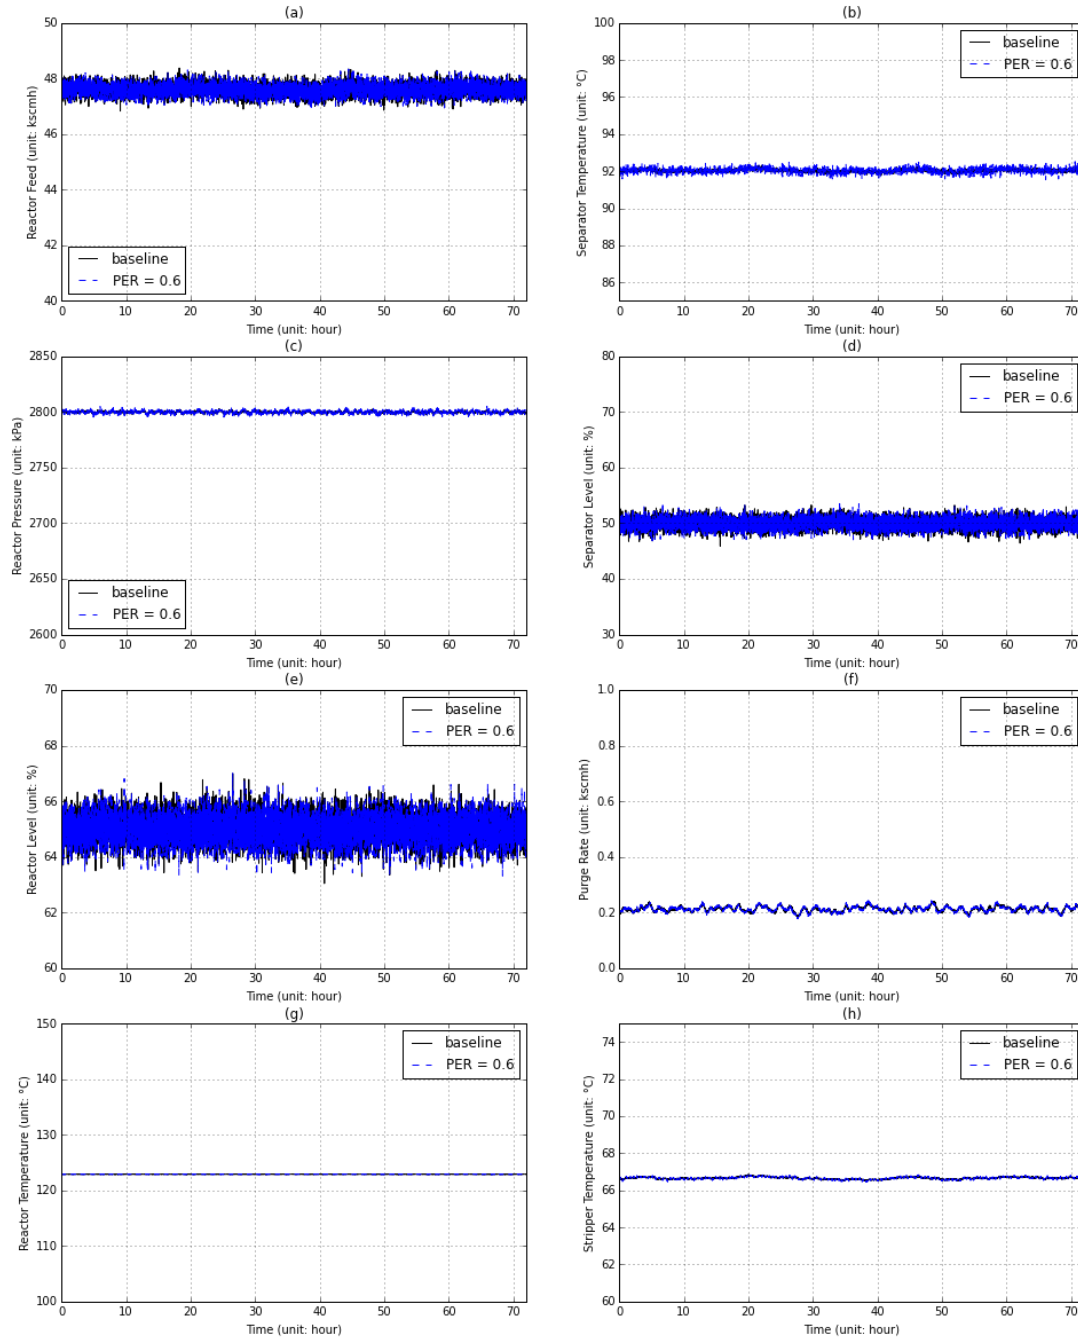 (a)
50
48
46
44
42
40
Reactor Feed (unit: kscmh)
baseline
PER = 0.6
0 10 20 30 40 50 60 70
Time (unit: hour)
(b)
100
98
96
94
92
90
88
86
Separator Temperature (unit: °C)
baseline
PER = 0.6
0 10 20 30 40 50 60 70
Time (unit: hour)
(c)
2850
2800
2750
2700
2650
2600
Reactor Pressure (unit: kPa)
baseline
PER = 0.6
0 10 20 30 40 50 60 70
Time (unit: hour)
(d)
80
70
60
50
40
30
Separator Level (unit: %)
baseline
PER = 0.6
0 10 20 30 40 50 60 70
Time (unit: hour)
(e)
70
68
66
64
62
60
Reactor Level (unit: %)
baseline
PER = 0.6
0 10 20 30 40 50 60 70
Time (unit: hour)
(f)
1.0
0.8
0.6
0.4
0.2
0.0
Purge Rate (unit: kscmh)
baseline
PER = 0.6
0 10 20 30 40 50 60 70
Time (unit: hour)
(g)
150
140
130
120
110
100
Reactor Temperature (unit: °C)
baseline
PER = 0.6
0 10 20 30 40 50 60 70
Time (unit: hour)
(h)
74
72
70
68
66
64
62
60
Stripper Temperature (unit: °C)
baseline
PER = 0.6
0 10 20 30 40 50 60 70
Time (unit: hour)